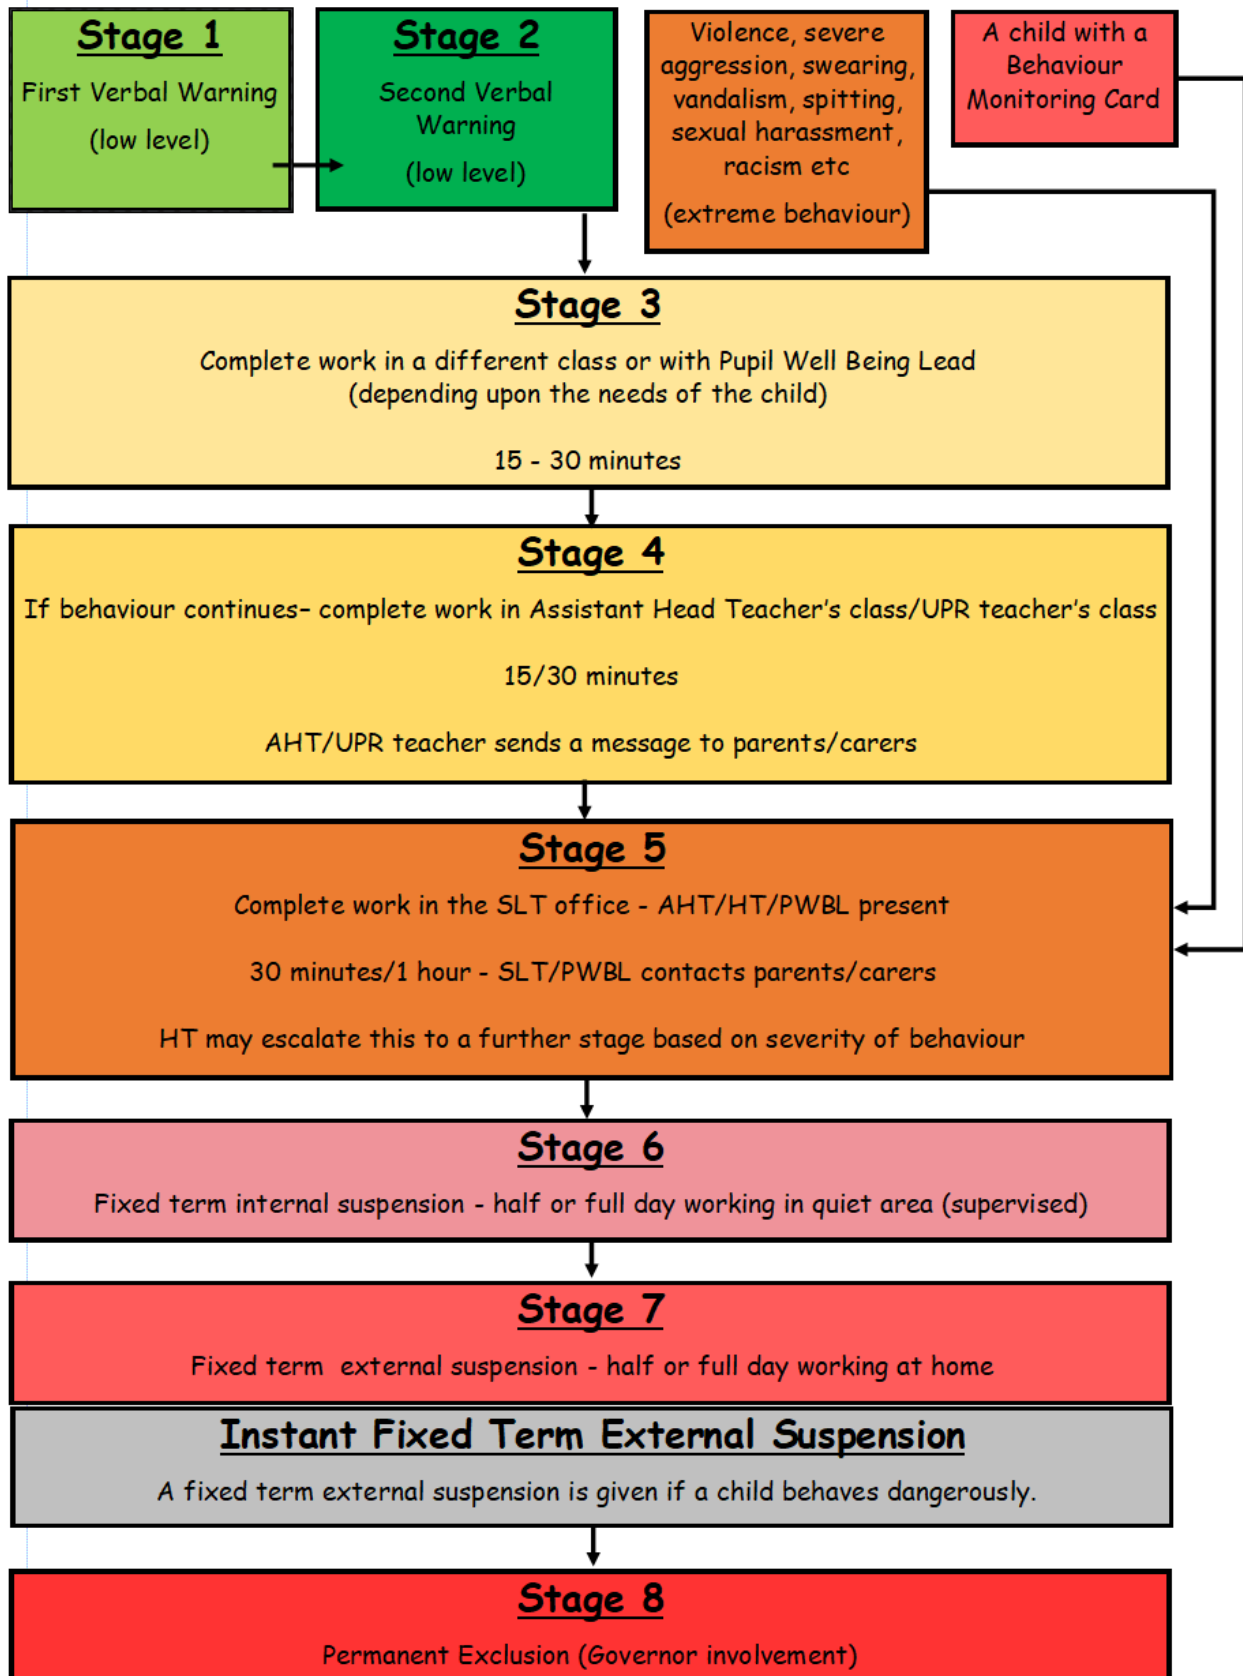 Stage 1
First Verbal Warning
(low level)
Stage 2
Second Verbal
Warning
(low level)
Violence, severe
aggression, swearing,
vandalism, spitting,
sexual harassment,
racism etc
(extreme behaviour)
A child with a
Behaviour
Monitoring Card
Stage 3
Complete work in a different class or with Pupil Well Being Lead
(depending upon the needs of the child)
15 - 30 minutes
Stage 4
If behaviour continues– complete work in Assistant Head Teacher's class/UPR teacher's class
15/30 minutes
AHT/UPR teacher sends a message to parents/carers
Stage 5
Complete work in the SLT office - AHT/HT/PWBL present
30 minutes/1 hour - SLT/PWBL contacts parents/carers
HT may escalate this to a further stage based on severity of behaviour
Stage 6
Fixed term internal suspension - half or full day working in quiet area (supervised)
Stage 7
Fixed term external suspension - half or full day working at home
Instant Fixed Term External Suspension
A fixed term external suspension is given if a child behaves dangerously.
Stage 8
Permanent Exclusion (Governor involvement)